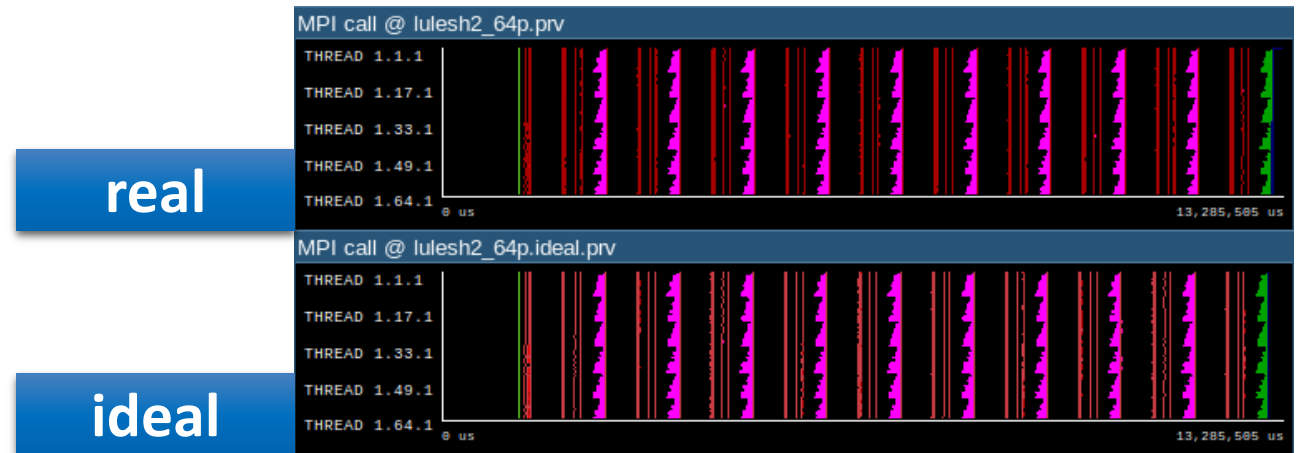 MPI call @ lulesh2_64p.prv
THREAD 1.1.1
THREAD 1.17.1
THREAD 1.33.1
THREAD 1.49.1
THREAD 1.64.1
0 us
13,285,505 us
real
MPI call @ lulesh2_64p.ideal.prv
THREAD 1.1.1
THREAD 1.17.1
THREAD 1.33.1
THREAD 1.49.1
THREAD 1.64.1
0 us
13,285,505 us
ideal